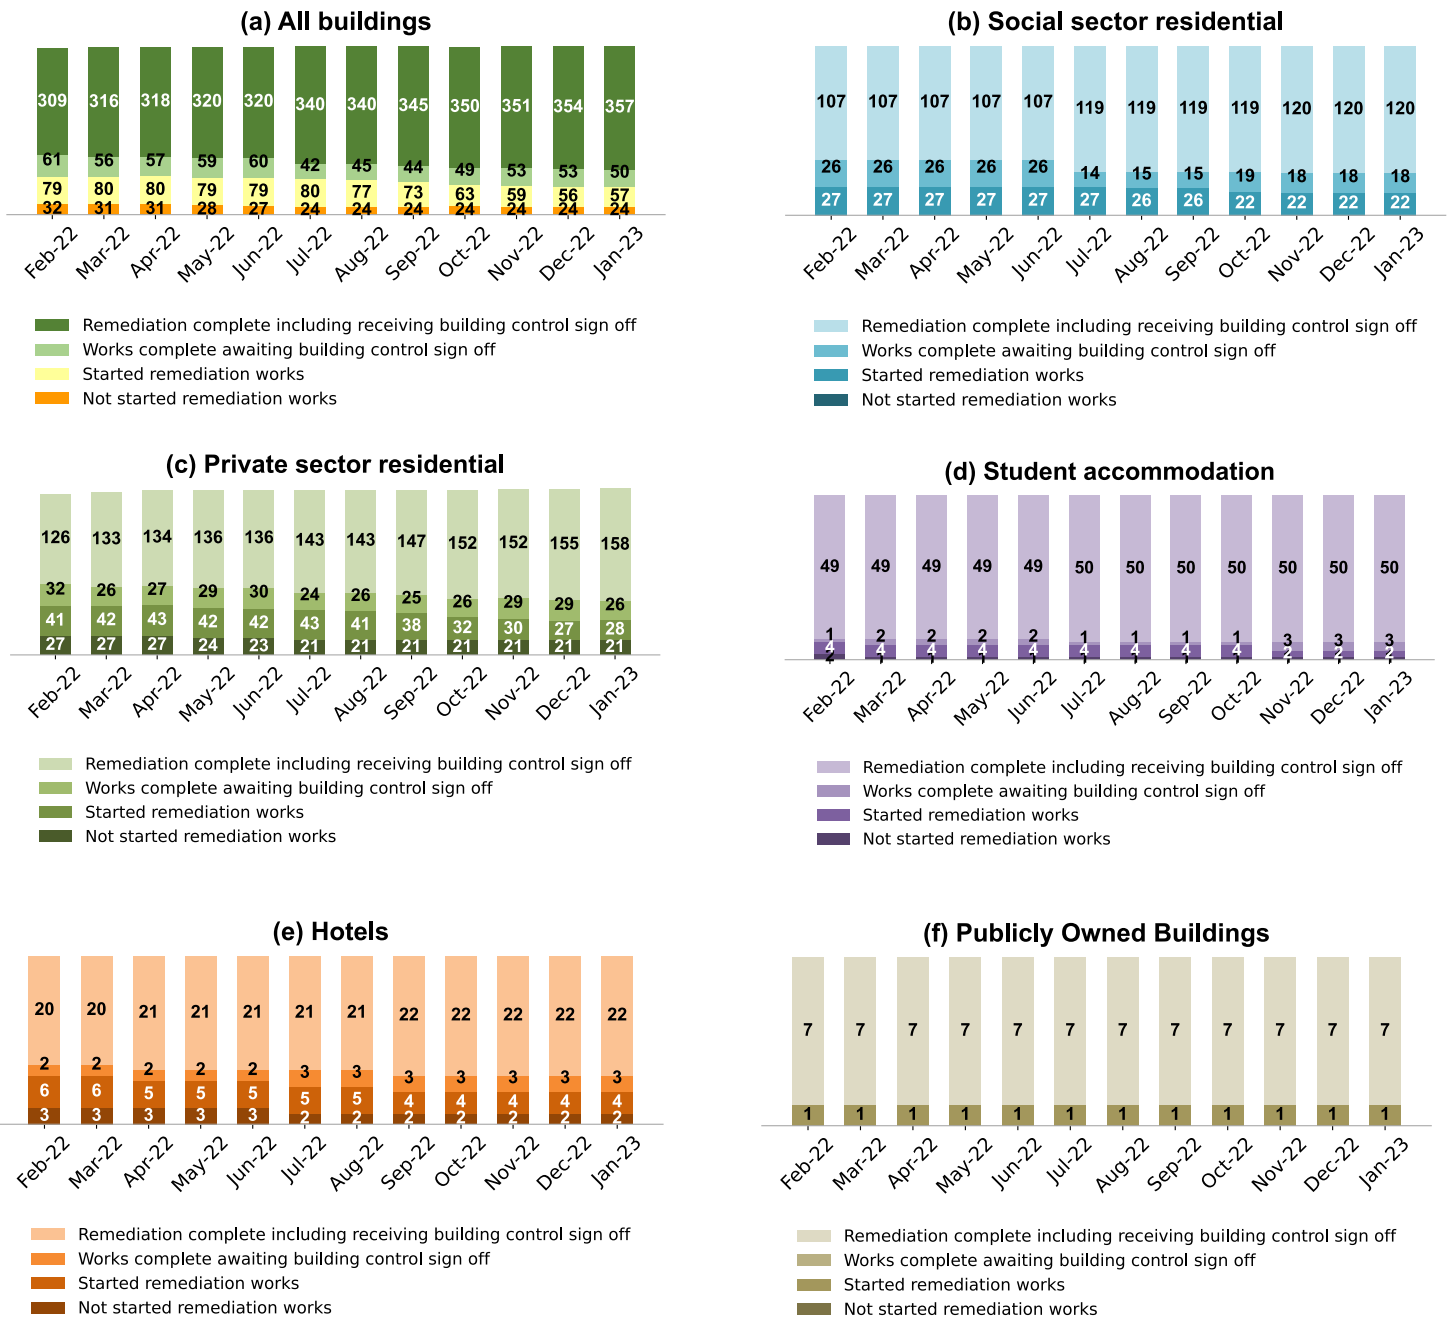 (a) All buildings
309 316 318 320 320 340 340 345 350 351 354 357
61 56 57 59 60 42 45 44 49 53 53 50
79 80 80 79 79 80 77 73 63 59 56 57
32 31 31 28 27 24 24 24 24 24 24 24
Feb-22 Mar-22 Apr-22 May-22 Jun-22 Jul-22 Aug-22 Sep-22 Oct-22 Nov-22 Dec-22 Jan-23
Remediation complete including receiving building control sign off
Works complete awaiting building control sign off
Started remediation works
Not started remediation works
(b) Social sector residential
107 107 107 107 107 119 119 119 119 120 120 120
26 26 26 26 26 14 15 15 19 18 18 18
27 27 27 27 27 27 26 26 22 22 22 22
Feb-22 Mar-22 Apr-22 May-22 Jun-22 Jul-22 Aug-22 Sep-22 Oct-22 Nov-22 Dec-22 Jan-23
Remediation complete including receiving building control sign off
Works complete awaiting building control sign off
Started remediation works
Not started remediation works
(c) Private sector residential
126 133 134 136 136 143 143 147 152 152 155 158
32 26 27 29 30 24 26 25 26 29 29 26
41 42 43 42 42 43 41 38 32 30 27 28
27 27 27 24 23 21 21 21 21 21 21 21
Feb-22 Mar-22 Apr-22 May-22 Jun-22 Jul-22 Aug-22 Sep-22 Oct-22 Nov-22 Dec-22 Jan-23
Remediation complete including receiving building control sign off
Works complete awaiting building control sign off
Started remediation works
Not started remediation works
(d) Student accommodation
49 49 49 49 49 50 50 50 50 50 50 50
1 2 2 2 2 1 1 1 1 3 3 3
4 4 4 4 4 4 4 4 4 2 2 2
2 1 1 1 1 1 1 1 1 1 1 1
Feb-22 Mar-22 Apr-22 May-22 Jun-22 Jul-22 Aug-22 Sep-22 Oct-22 Nov-22 Dec-22 Jan-23
Remediation complete including receiving building control sign off
Works complete awaiting building control sign off
Started remediation works
Not started remediation works
(e) Hotels
20 20 21 21 21 21 21 22 22 22 22 22
2 2 2 2 2 3 3 3 3 3 3 3
6 6 5 5 5 5 5 4 4 4 4 4
3 3 3 3 3 2 2 2 2 2 2 2
Feb-22 Mar-22 Apr-22 May-22 Jun-22 Jul-22 Aug-22 Sep-22 Oct-22 Nov-22 Dec-22 Jan-23
Remediation complete including receiving building control sign off
Works complete awaiting building control sign off
Started remediation works
Not started remediation works
(f) Publicly Owned Buildings
7 7 7 7 7 7 7 7 7 7 7 7
1 1 1 1 1 1 1 1 1 1 1 1
Feb-22 Mar-22 Apr-22 May-22 Jun-22 Jul-22 Aug-22 Sep-22 Oct-22 Nov-22 Dec-22 Jan-23
Remediation complete including receiving building control sign off
Works complete awaiting building control sign off
Started remediation works
Not started remediation works